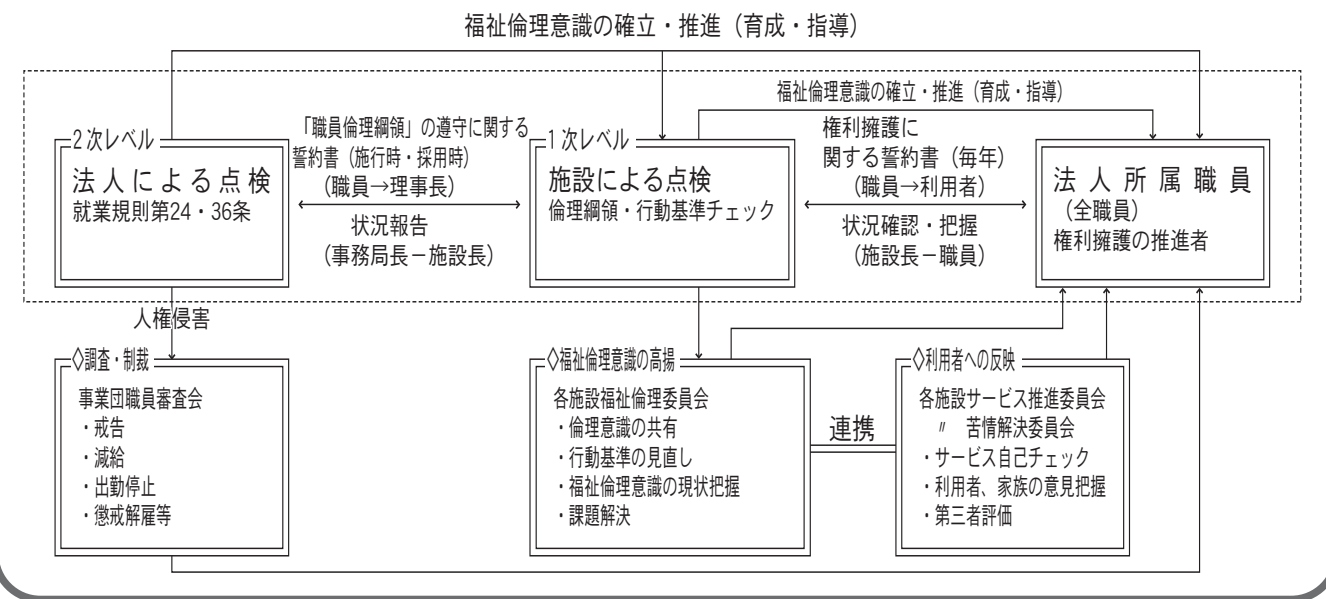 福祉倫理意識の確立・推進（育成・指導）
福祉倫理意識の確立・推進（育成・指導）
2次レベル
法人による点検
就業規則第24・36条
「職員倫理綱領」の遵守に関する
誓約書（施行時・採用時）
（職員→理事長）
状況報告
（事務局長－施設長）
1次レベル
施設による点検
倫理綱領・行動基準チェック
権利擁護に
関する誓約書（毎年）
（職員→利用者）
状況確認・把握
（施設長－職員）
法人所属職員
（全職員）
権利擁護の推進者
人権侵害
◇調査・制裁
事業団職員審査会
・戒告
・減給
・出勤停止
・懲戒解雇等
◇福祉倫理意識の高揚
各施設福祉倫理委員会
・倫理意識の共有
・行動基準の見直し
・福祉倫理意識の現状把握
・課題解決
連携
◇利用者への反映
各施設サービス推進委員会
〃　苦情解決委員会
・サービス自己チェック
・利用者、家族の意見把握
・第三者評価